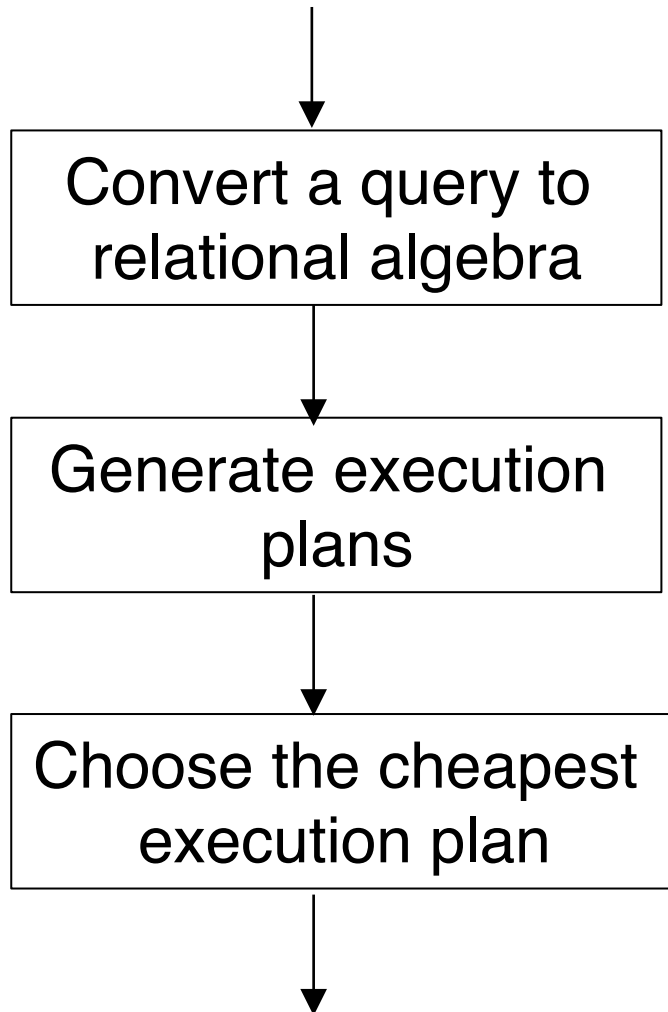 Convert a query to
relational algebra
Generate execution
plans
Choose the cheapest
execution plan